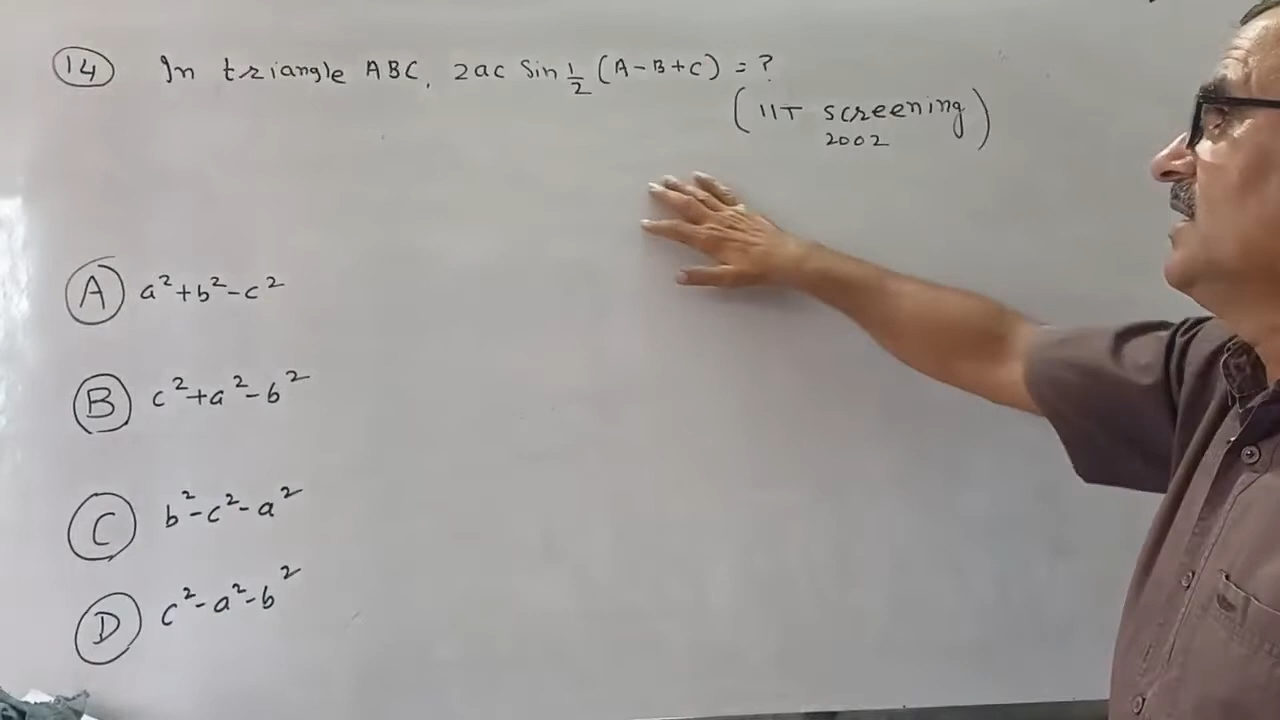 14 In triangle ABC, 2ac Sin 1/2 (A-B+C) = ?
(IIT screening)
2002
A a²+b²-c²
B c²+a²-b²
C b²-c²-a²
D c²-a²-b²